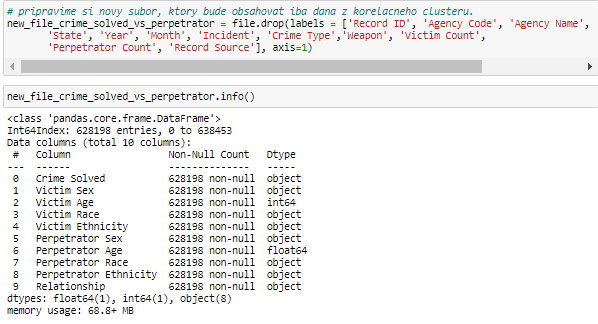 # pripravime si novy subor, ktory bude obsahovat iba dana z korelacneho clusteru.
new_file_crime_solved_vs_perpetrator = file.drop(labels = ['Record ID', 'Agency Code', 'Agency Name',
'State', 'Year', 'Month', 'Incident', 'Crime Type','Weapon', 'Victim Count',
'Perpetrator Count', 'Record Source'], axis=1)
new_file_crime_solved_vs_perpetrator.info()
<class 'pandas.core.frame.DataFrame'>
Int64Index: 628198 entries, 0 to 638453
Data columns (total 10 columns):
# Column Non-Null Count Dtype
--- ------ -------------- -----
0 Crime Solved 628198 non-null object
1 Victim Sex 628198 non-null object
2 Victim Age 628198 non-null int64
3 Victim Race 628198 non-null object
4 Victim Ethnicity 628198 non-null object
5 Perpetrator Sex 628198 non-null object
6 Perpetrator Age 628198 non-null float64
7 Perpetrator Race 628198 non-null object
8 Perpetrator Ethnicity 628198 non-null object
9 Relationship 628198 non-null object
dtypes: float64(1), int64(1), object(8)
memory usage: 68.8+ MB